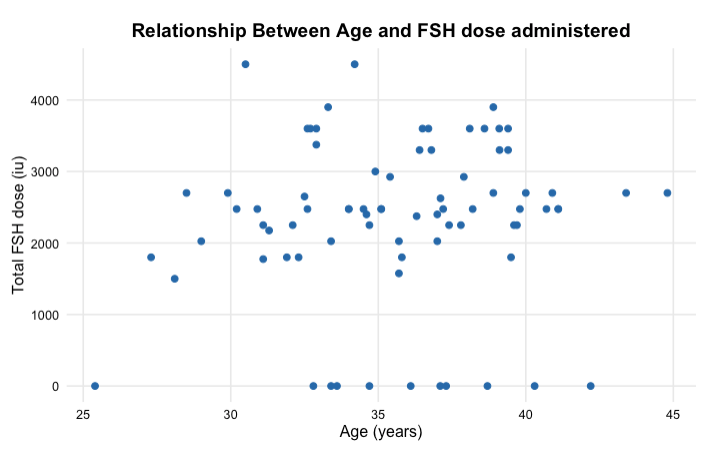 Relationship Between Age and FSH dose administered
Total FSH dose (iu)
4000
3000
2000
1000
0
25 30 35 40 45
Age (years)